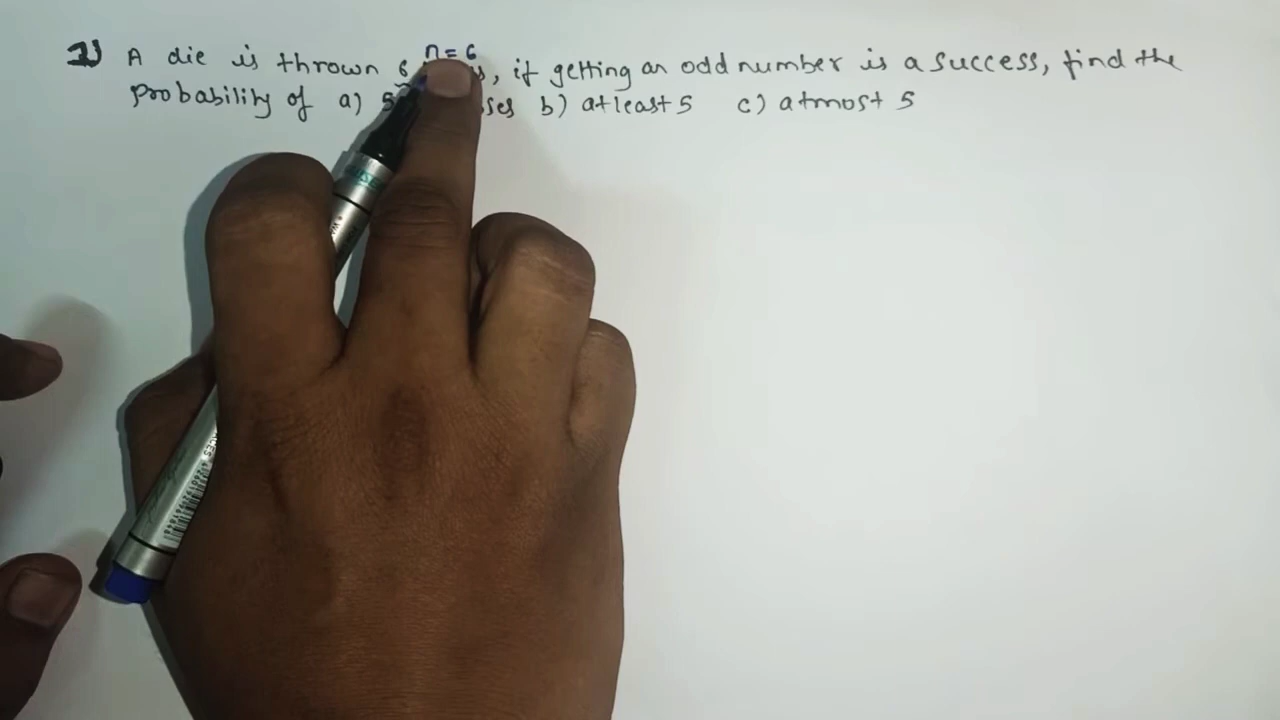 n = 6
2) A die is thrown 6 , if getting an odd number is a success, find the
probability of a) 5 b) atleast 5 c) atmost 5